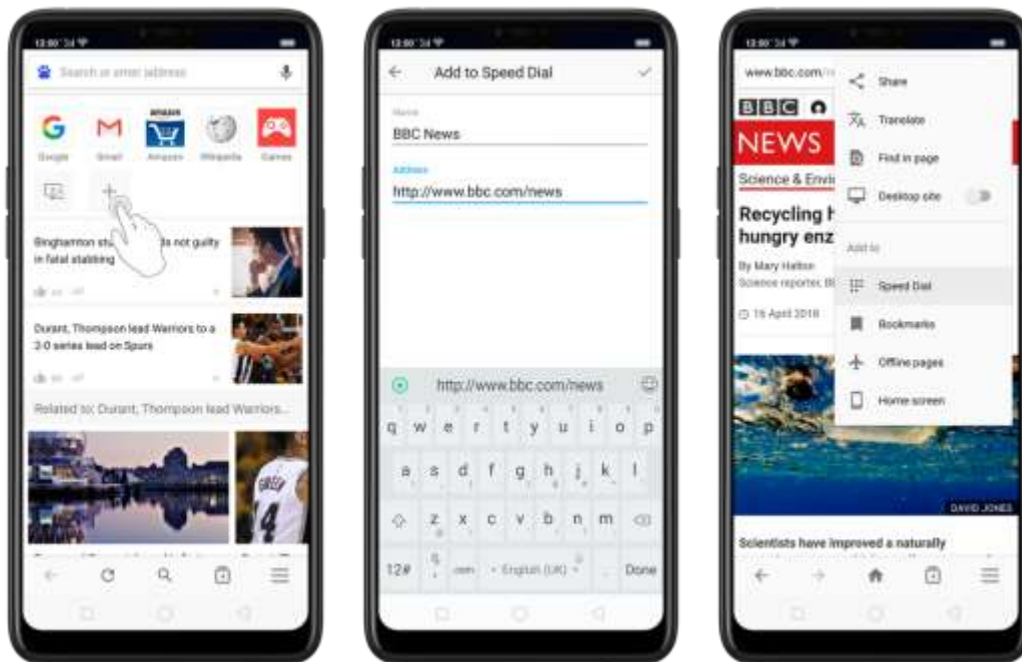 12:00
Search or enter address
amazon
Google
Gmail
Amazon
Wikipedia
Games
Binghamton
not guilty
in fatal stabbing
Durant, Thompson lead Warriors to a
2-0 series lead on Spurs
Related to: Durant, Thompson lead Warriors...
GREEN
14
12:00
Add to Speed Dial
Name
BBC News
Address
http://www.bbc.com/news
http://www.bbc.com/news
q w e r t y u i o p
a s d f g h j k l
z x c v b n m
12# .com English (UK) Done
12:00
www.bbc.com/
BBC
NEWS
Science & Envi
Recycling h
hungry enz
By Mary Halton
Science reporter, B
16 April 2018
Share
Translate
Find in page
Desktop site
Add to
Speed Dial
Bookmarks
Offline pages
Home screen
DAVID JONES
Scientists have improved a naturally